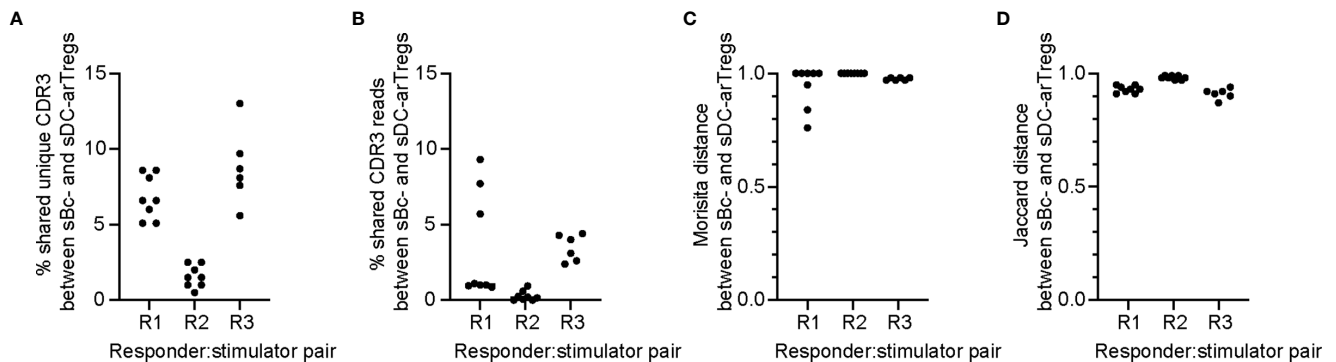 A
% shared unique CDR3
between sBc- and sDC-arTregs
15
10
5
0
R1 R2 R3
Responder:stimulator pair
B
% shared CDR3 reads
between sBc- and sDC-arTregs
15
10
5
0
R1 R2 R3
Responder:stimulator pair
C
Morisita distance
between sBc- and sDC-arTregs
1.0
0.5
0.0
R1 R2 R3
Responder:stimulator pair
D
Jaccard distance
between sBc- and sDC-arTregs
1.0
0.5
0.0
R1 R2 R3
Responder:stimulator pair